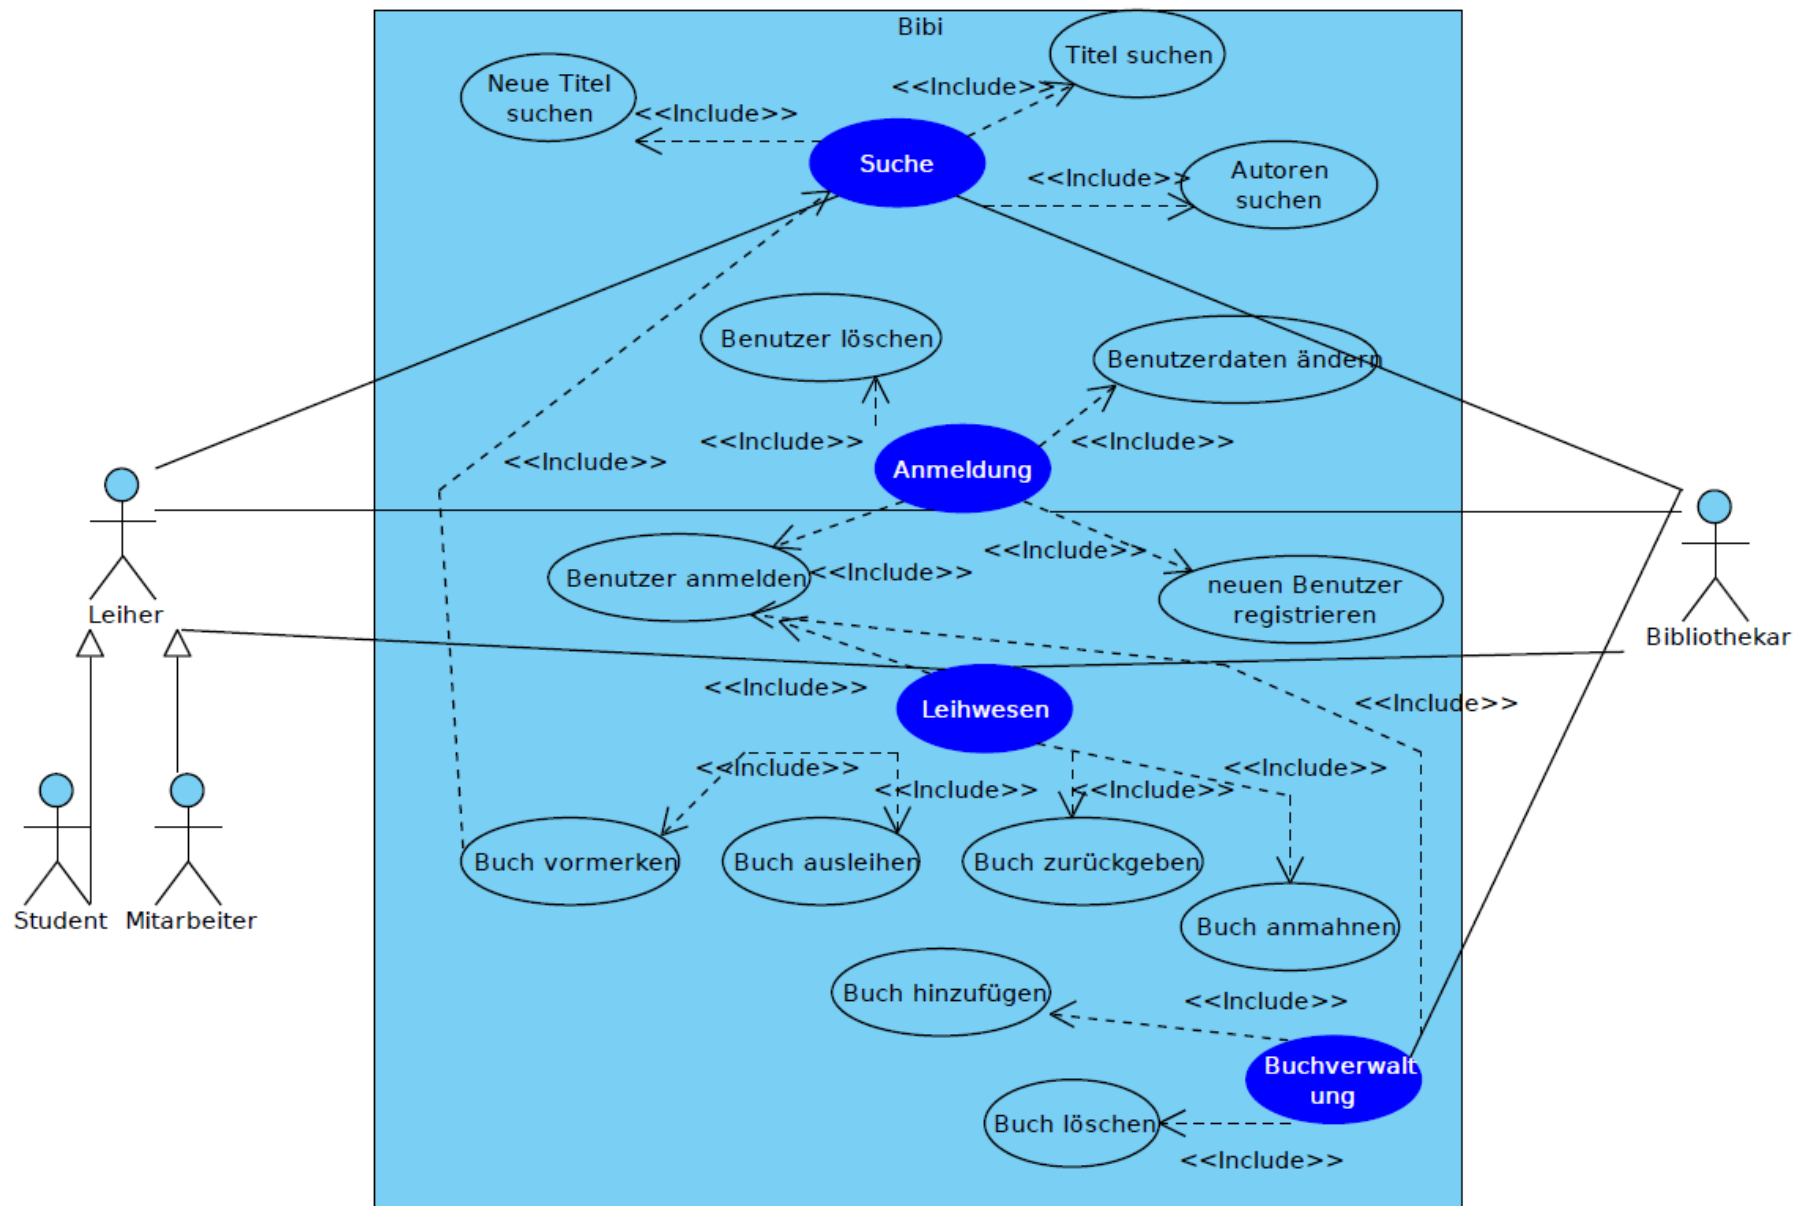 Bibi
Titel suchen
Neue Titel
suchen
<<Include>>
<<Include>>
Suche
Autoren
suchen
<<Include>>
Benutzer löschen
Benutzerdaten ändern
<<Include>>
<<Include>>
<<Include>>
Anmeldung
<<Include>>
Benutzer anmelden
<<Include>>
neuen Benutzer
registrieren
Leiher
Bibliothekar
<<Include>>
<<Include>>
Leihwesen
<<Include>>
<<Include>>
<<Include>>
<<Include>>
Buch vormerken
Buch ausleihen
Buch zurückgeben
Student
Mitarbeiter
Buch anmahnen
Buch hinzufügen
<<Include>>
Buchverwalt
ung
Buch löschen
<<Include>>